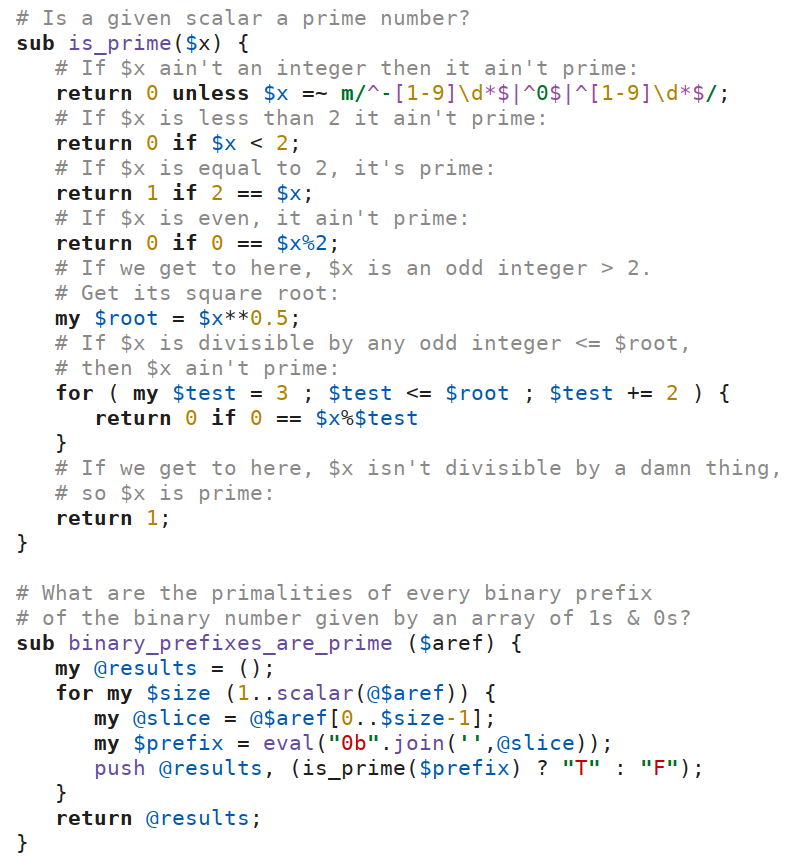 # Is a given scalar a prime number?
sub is_prime($x) {
   # If $x ain't an integer then it ain't prime:
   return 0 unless $x =~ m/^-[1-9]\d*$|^0$|^[1-9]\d*$/;
   # If $x is less than 2 it ain't prime:
   return 0 if $x < 2;
   # If $x is equal to 2, it's prime:
   return 1 if 2 == $x;
   # If $x is even, it ain't prime:
   return 0 if 0 == $x%2;
   # If we get to here, $x is an odd integer > 2.
   # Get its square root:
   my $root = $x**0.5;
   # If $x is divisible by any odd integer <= $root,
   # then $x ain't prime:
   for ( my $test = 3 ; $test <= $root ; $test += 2 ) {
      return 0 if 0 == $x%$test
   }
   # If we get to here, $x isn't divisible by a damn thing,
   # so $x is prime:
   return 1;
}

# What are the primalities of every binary prefix
# of the binary number given by an array of 1s & 0s?
sub binary_prefixes_are_prime ($aref) {
   my @results = ();
   for my $size (1..scalar(@$aref)) {
      my @slice = @$aref[0..$size-1];
      my $prefix = eval("0b".join('',@slice));
      push @results, (is_prime($prefix) ? "T" : "F");
   }
   return @results;
}